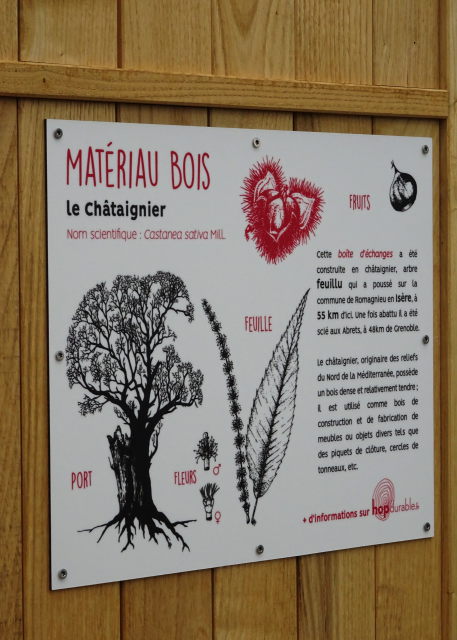 MATÉRIAU BOIS
le Châtaignier
Nom scientifique : Castanea sativa Mill.
FRUITS
Cette boîte d'échanges a été
construite en châtaignier, arbre
feuillu qui a poussé sur la
commune de Romagnieu en Isère, à
55 km d'ici. Une fois abattu il a été
scié aux Abrets, à 48km de Grenoble.
FEUILLE
Le châtaignier, originaire des reliefs
du Nord de la Méditerranée, possède
un bois dense et relativement tendre ;
il est utilisé comme bois de
construction et de fabrication de
meubles ou objets divers tels que
des piquets de clôture, cercles de
tonneaux, etc.
PORT
FLEURS
♂
♀
+ d'informations sur hopdurable.fr